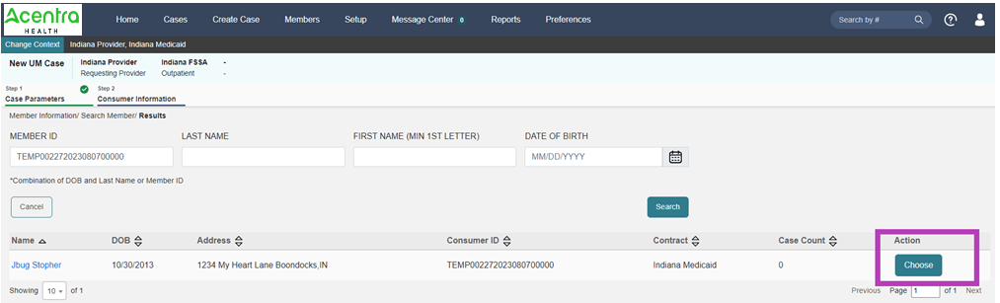 Acentra
HEALTH
Home Cases Create Case Members Setup Message Center 0 Reports Preferences Search by #
Change Context Indiana Provider, Indiana Medicaid
New UM Case Indiana Provider Indiana FSSA -
Requesting Provider Outpatient -
Step 1 Step 2
Case Parameters Consumer Information
Member Information/ Search Member/ Results
MEMBER ID LAST NAME FIRST NAME (MIN 1ST LETTER) DATE OF BIRTH
TEMP002272023080700000 MM/DD/YYYY
*Combination of DOB and Last Name or Member ID
Cancel Search
Name DOB Address Consumer ID Contract Case Count Action
Jbug Stopher 10/30/2013 1234 My Heart Lane Boondocks,IN TEMP002272023080700000 Indiana Medicaid 0 Choose
Showing 10 of 1 Previous Page 1 of 1 Next